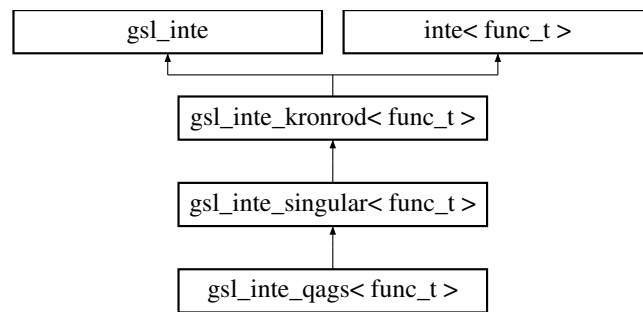 gsl_inte
inte< func_t >
gsl_inte_kronrod< func_t >
gsl_inte_singular< func_t >
gsl_inte_qags< func_t >